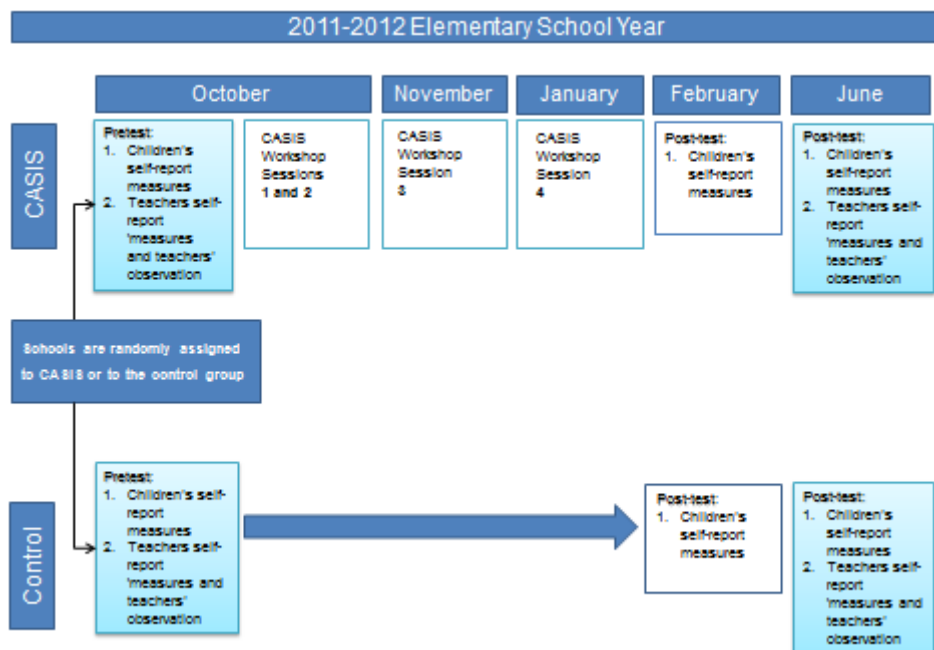 2011-2012 Elementary School Year
October
November
January
February
June
CASIS
Pretest:
1. Children's
self-report
measures
2. Teachers self-
report
'measures
and teachers'
observation
CASIS
Workshop
Sessions
1 and 2
CASIS
Workshop
Session
3
CASIS
Workshop
Session
4
Post-test:
1. Children's
self-report
measures
Post-test:
1. Children's
self-report
measures
2. Teachers self-
report
'measures and
teachers'
observation
Schools are randomly assigned
to CASIS or to the control group
Control
Pretest:
1. Children's self-
report
measures
2. Teachers self-
report
'measures and
teachers'
observation
Post-test:
1. Children's
self-report
measures
Post-test:
1. Children's
self-report
measures
2. Teachers self-
report
'measures and
teachers'
observation